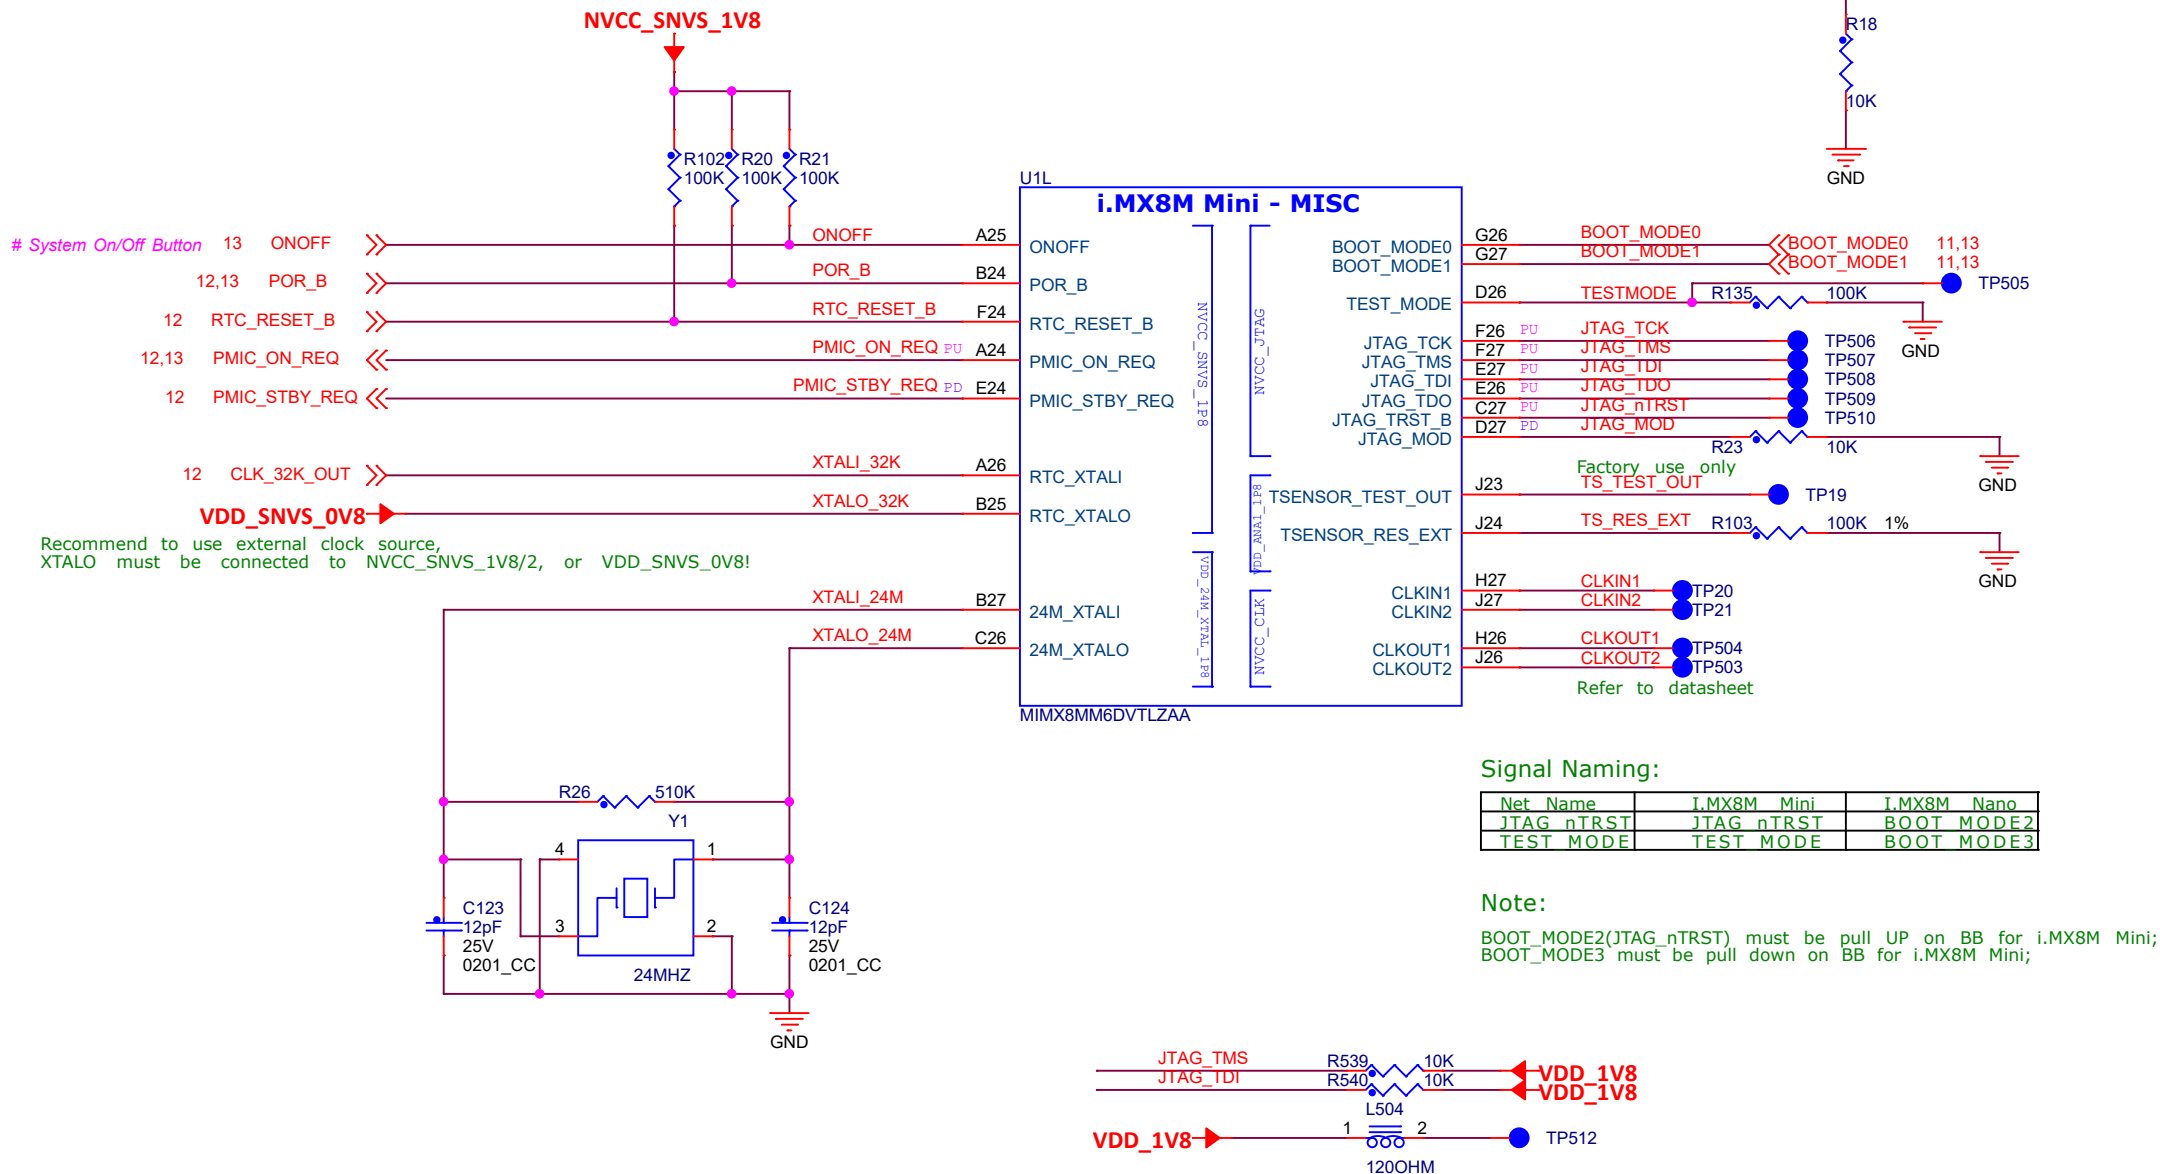 NVCC_SNVS_1V8
R18
10K
GND
R102 R20 R21
100K 100K 100K
U1L
i.MX8M Mini - MISC
# System On/Off Button 13 ONOFF ONOFF A25 ONOFF
12,13 POR_B POR_B B24 POR_B
12 RTC_RESET_B RTC_RESET_B F24 RTC_RESET_B
12,13 PMIC_ON_REQ PMIC_ON_REQ PU A24 PMIC_ON_REQ
12 PMIC_STBY_REQ PMIC_STBY_REQ PD E24 PMIC_STBY_REQ
12 CLK_32K_OUT XTALI_32K A26 RTC_XTALI
VDD_SNVS_0V8 XTALO_32K B25 RTC_XTALO
Recommend to use external clock source,
XTALO must be connected to NVCC_SNVS_1V8/2, or VDD_SNVS_0V8!
XTALI_24M B27 24M_XTALI
XTALO_24M C26 24M_XTALO
NVCC_SNVS_1P8
NVCC_JTAG
VDD_ANA1_1P8
VDD_24M_XTAL_1P8
NVCC_CLK
BOOT_MODE0 G26 BOOT_MODE0 BOOT_MODE0 11,13
BOOT_MODE1 G27 BOOT_MODE1 BOOT_MODE1 11,13
TP505
TEST_MODE D26 TESTMODE R135 100K
GND
JTAG_TCK F26 PU JTAG_TCK TP506
JTAG_TMS F27 PU JTAG_TMS TP507
JTAG_TDI E27 PU JTAG_TDI TP508
JTAG_TDO E26 PU JTAG_TDO TP509
JTAG_TRST_B C27 PU JTAG_nTRST TP510
JTAG_MOD D27 PD JTAG_MOD R23 10K
GND
Factory use only
TSENSOR_TEST_OUT J23 TS_TEST_OUT TP19
TSENSOR_RES_EXT J24 TS_RES_EXT R103 100K 1%
GND
CLKIN1 H27 CLKIN1 TP20
CLKIN2 J27 CLKIN2 TP21
CLKOUT1 H26 CLKOUT1 TP504
CLKOUT2 J26 CLKOUT2 TP503
Refer to datasheet
MIMX8MM6DVTLZAA
R26 510K
Y1
4 1
3 2
24MHZ
C123
12pF
25V
0201_CC
C124
12pF
25V
0201_CC
GND
Signal Naming:
Net Name I.MX8M Mini I.MX8M Nano
JTAG_nTRST JTAG_nTRST BOOT_MODE2
TEST_MODE TEST_MODE BOOT_MODE3
Note:
BOOT_MODE2(JTAG_nTRST) must be pull UP on BB for i.MX8M Mini;
BOOT_MODE3 must be pull down on BB for i.MX8M Mini;
JTAG_TMS R539 10K VDD_1V8
JTAG_TDI R540 10K VDD_1V8
L504
VDD_1V8 1 2 TP512
120OHM